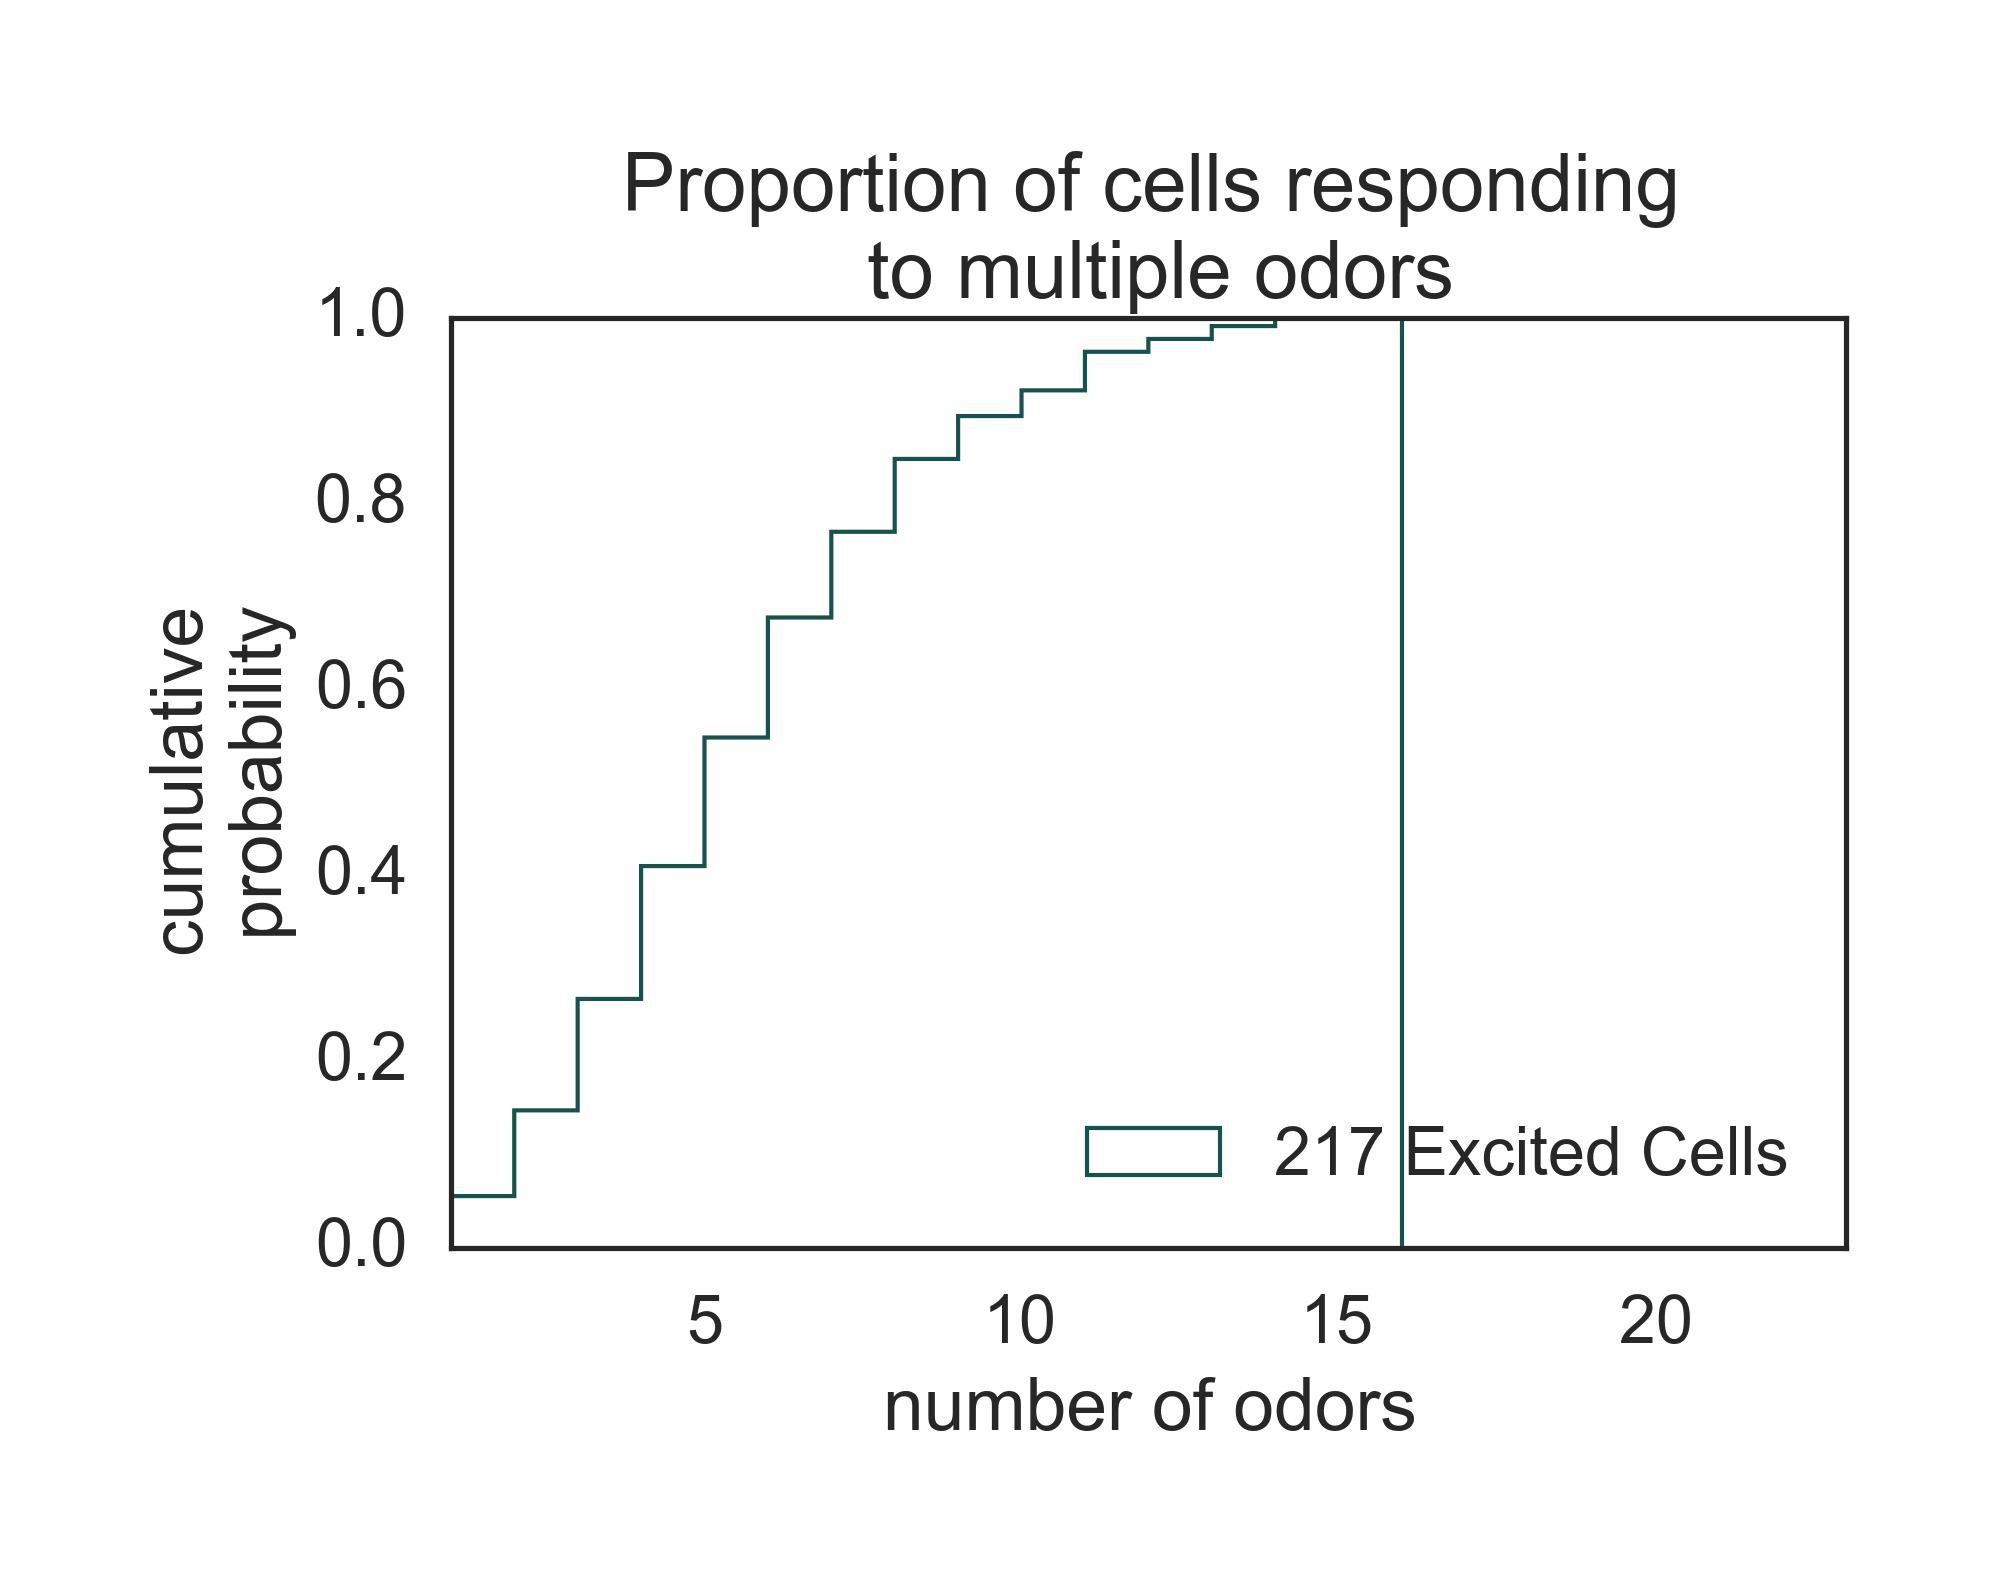 Proportion of cells responding
to multiple odors
1.0
0.8
0.6
0.4
0.2
0.0
cumulative
probability
217 Excited Cells
5 10 15 20
number of odors